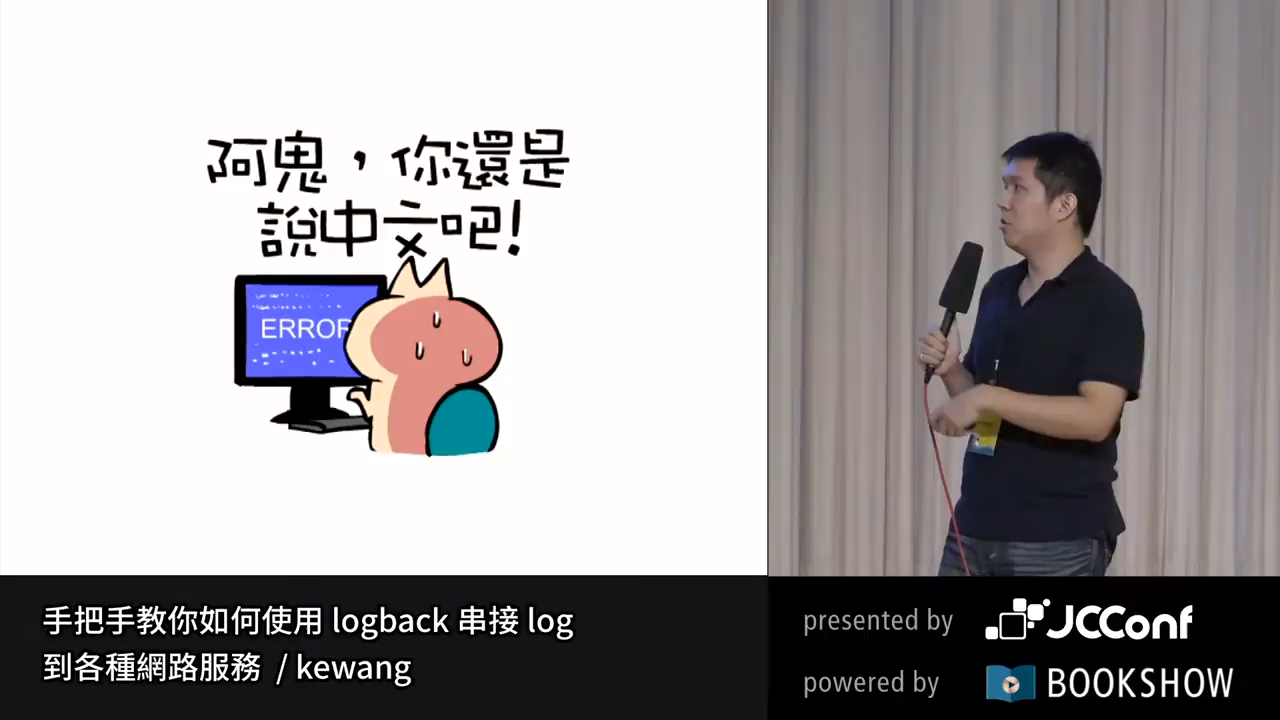 阿鬼，你還是
說中文吧!
ERROR
手把手教你如何使用 logback 串接 log
到各種網路服務 / kewang
presented by JCConf
powered by BOOKSHOW